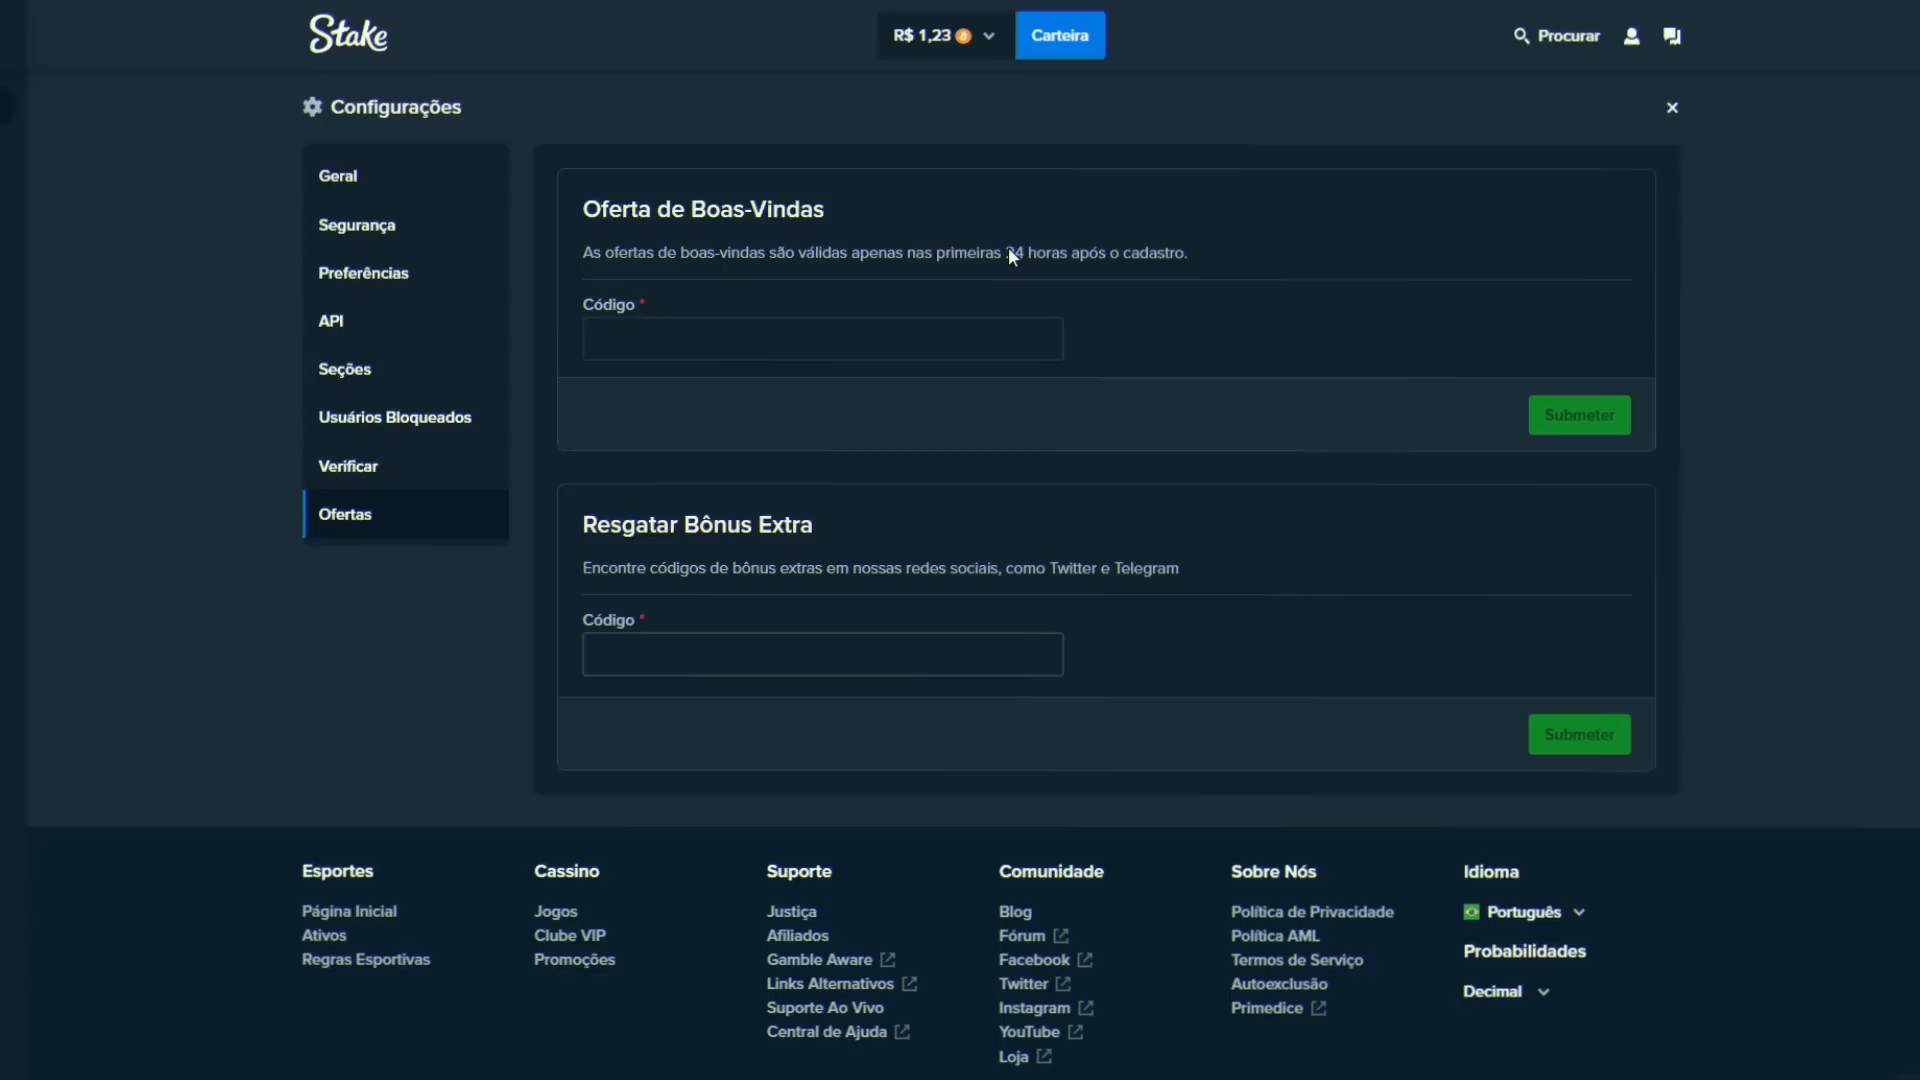 Stake
R$ 1,23
Carteira
Procurar
Configurações
Geral
Segurança
Preferências
API
Seções
Usuários Bloqueados
Verificar
Ofertas
Oferta de Boas-Vindas
As ofertas de boas-vindas são válidas apenas nas primeiras 24 horas após o cadastro.
Código *
Submeter
Resgatar Bônus Extra
Encontre códigos de bônus extras em nossas redes sociais, como Twitter e Telegram
Código *
Submeter
Esportes
Página Inicial
Ativos
Regras Esportivas
Cassino
Jogos
Clube VIP
Promoções
Suporte
Justiça
Afiliados
Gamble Aware
Links Alternativos
Suporte Ao Vivo
Central de Ajuda
Comunidade
Blog
Fórum
Facebook
Twitter
Instagram
YouTube
Loja
Sobre Nós
Política de Privacidade
Política AML
Termos de Serviço
Autoexclusão
Primedice
Idioma
Português
Probabilidades
Decimal